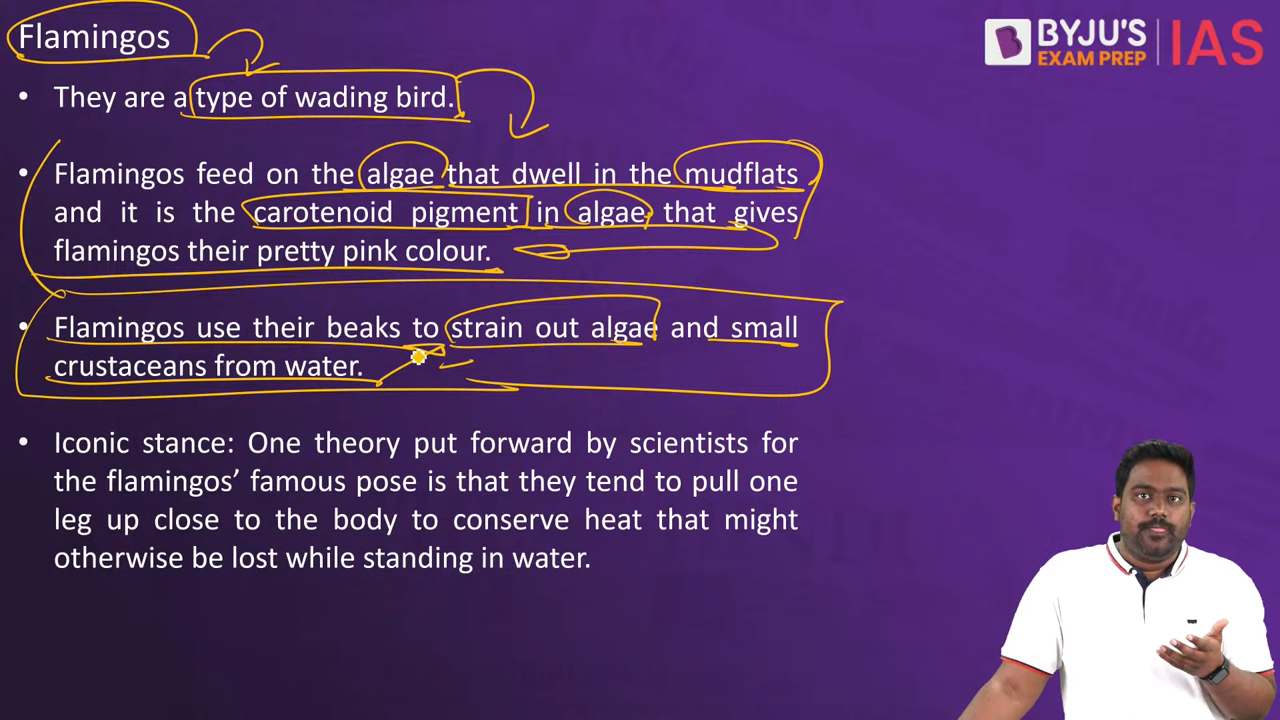 Flamingos
BYJU'S
EXAM PREP
IAS
• They are a type of wading bird.
• Flamingos feed on the algae that dwell in the mudflats
and it is the carotenoid pigment in algae, that gives
flamingos their pretty pink colour.
• Flamingos use their beaks to strain out algae and small
crustaceans from water.
• Iconic stance: One theory put forward by scientists for
the flamingos’ famous pose is that they tend to pull one
leg up close to the body to conserve heat that might
otherwise be lost while standing in water.